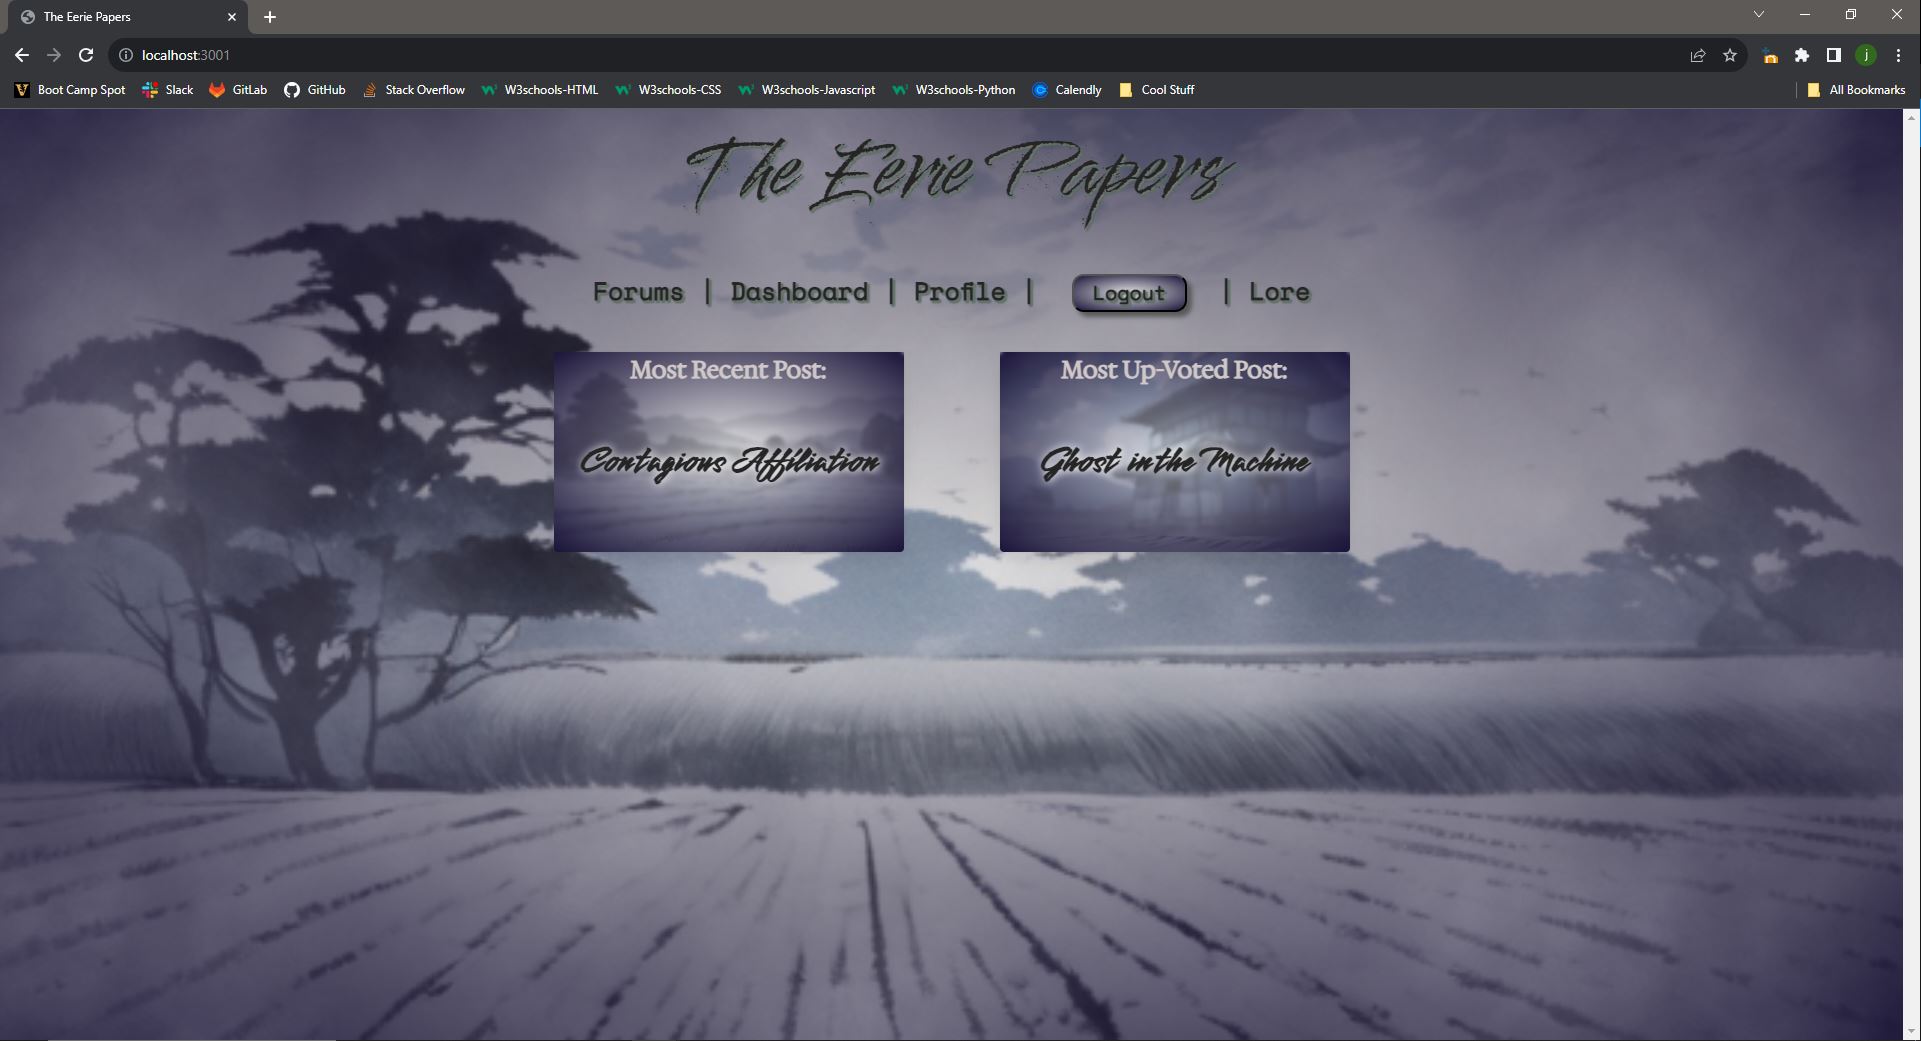 The Eerie Papers
localhost:3001
j
Boot Camp Spot Slack GitLab GitHub Stack Overflow W3schools-HTML W3schools-CSS W3schools-Javascript W3schools-Python Calendly Cool Stuff All Bookmarks
The Eerie Papers
Forums | Dashboard | Profile | Logout | Lore
Most Recent Post:
Contagious Affiliation
Most Up-Voted Post:
Ghost in the Machine